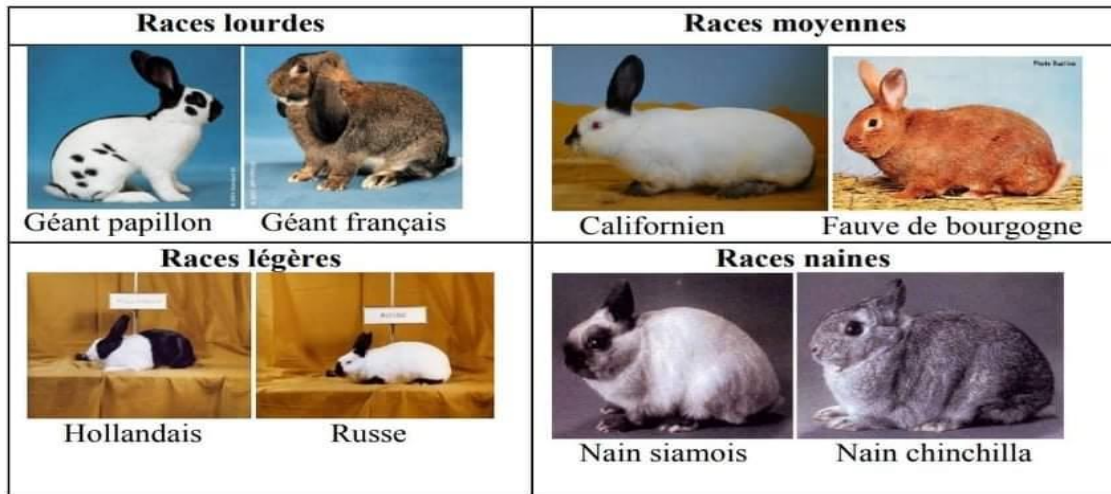 Races lourdes
Races moyennes
Géant papillon
Géant français
Californien
Fauve de bourgogne
Races légères
Races naines
Hollandais
Russe
Nain siamois
Nain chinchilla